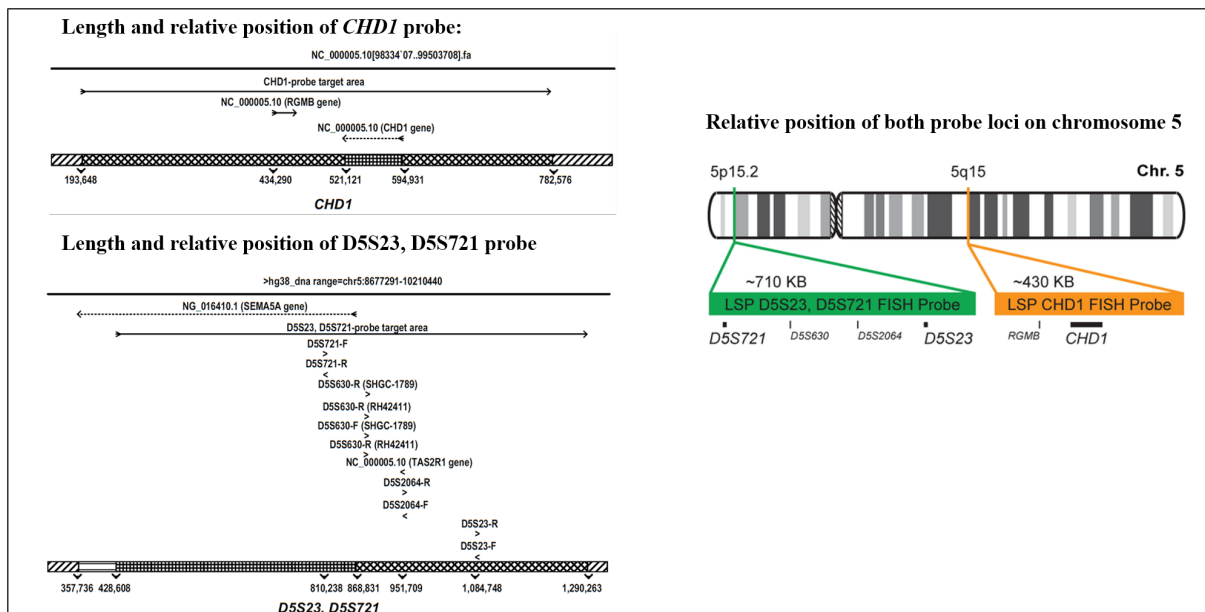 Length and relative position of CHD1 probe:
NC_000005.10[98334`07..99503708].fa
CHD1-probe target area
NC_000005.10 (RGMB gene)
NC_000005.10 (CHD1 gene)
193,648 434,290 521,121 594,931 782,576
CHD1
Length and relative position of D5S23, D5S721 probe
>hg38_dna range=chr5:8677291-10210440
NG_016410.1 (SEMA5A gene)
D5S23, D5S721-probe target area
D5S721-F
D5S721-R
D5S630-R (SHGC-1789)
D5S630-R (RH42411)
D5S630-F (SHGC-1789)
D5S630-R (RH42411)
NC_000005.10 (TAS2R1 gene)
D5S2064-R
D5S2064-F
D5S23-R
D5S23-F
357,736 428,608 810,238 868,831 951,709 1,084,748 1,290,263
D5S23, D5S721
Relative position of both probe loci on chromosome 5
5p15.2 5q15 Chr. 5
~710 KB ~430 KB
LSP D5S23, D5S721 FISH Probe LSP CHD1 FISH Probe
D5S721 D5S630 D5S2064 D5S23 RGMB CHD1